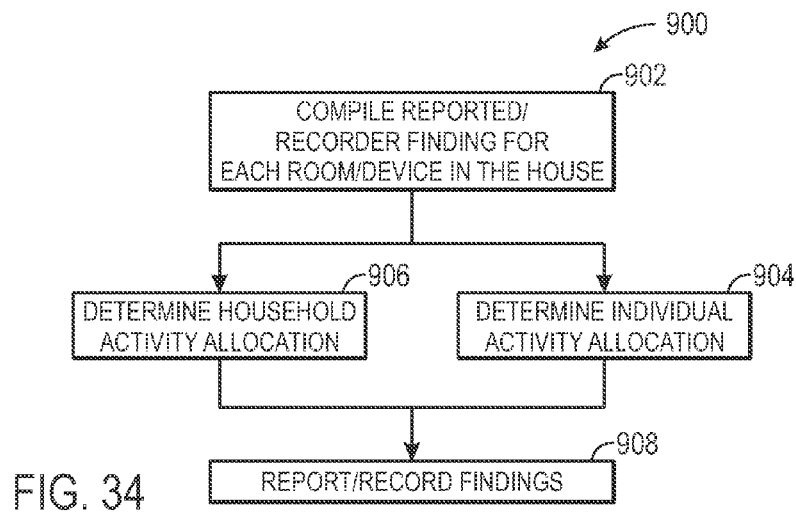 900
902
COMPILE REPORTED/
RECORDER FINDING FOR
EACH ROOM/DEVICE IN THE HOUSE
906
DETERMINE HOUSEHOLD
ACTIVITY ALLOCATION
904
DETERMINE INDIVIDUAL
ACTIVITY ALLOCATION
908
REPORT/RECORD FINDINGS
FIG. 34